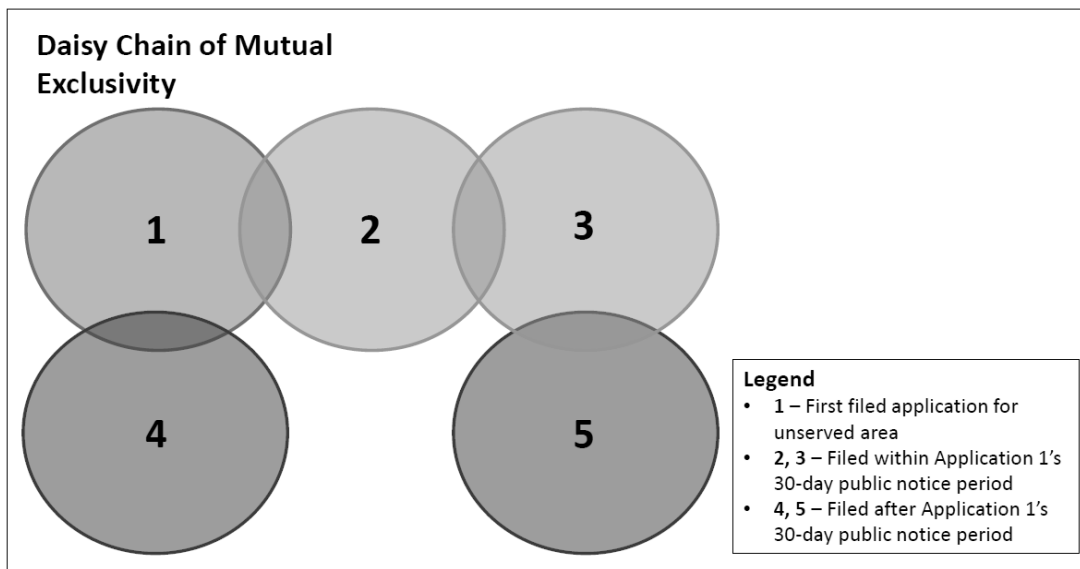 Daisy Chain of Mutual
Exclusivity
1
2
3
4
5
Legend
• 1 – First filed application for
unserved area
• 2, 3 – Filed within Application 1’s
30-day public notice period
• 4, 5 – Filed after Application 1’s
30-day public notice period